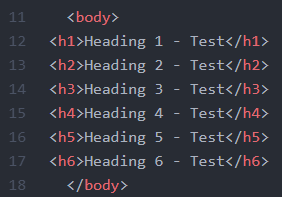 11 <body>
12 <h1>Heading 1 - Test</h1>
13 <h2>Heading 2 - Test</h2>
14 <h3>Heading 3 - Test</h3>
15 <h4>Heading 4 - Test</h4>
16 <h5>Heading 5 - Test</h5>
17 <h6>Heading 6 - Test</h6>
18 </body>